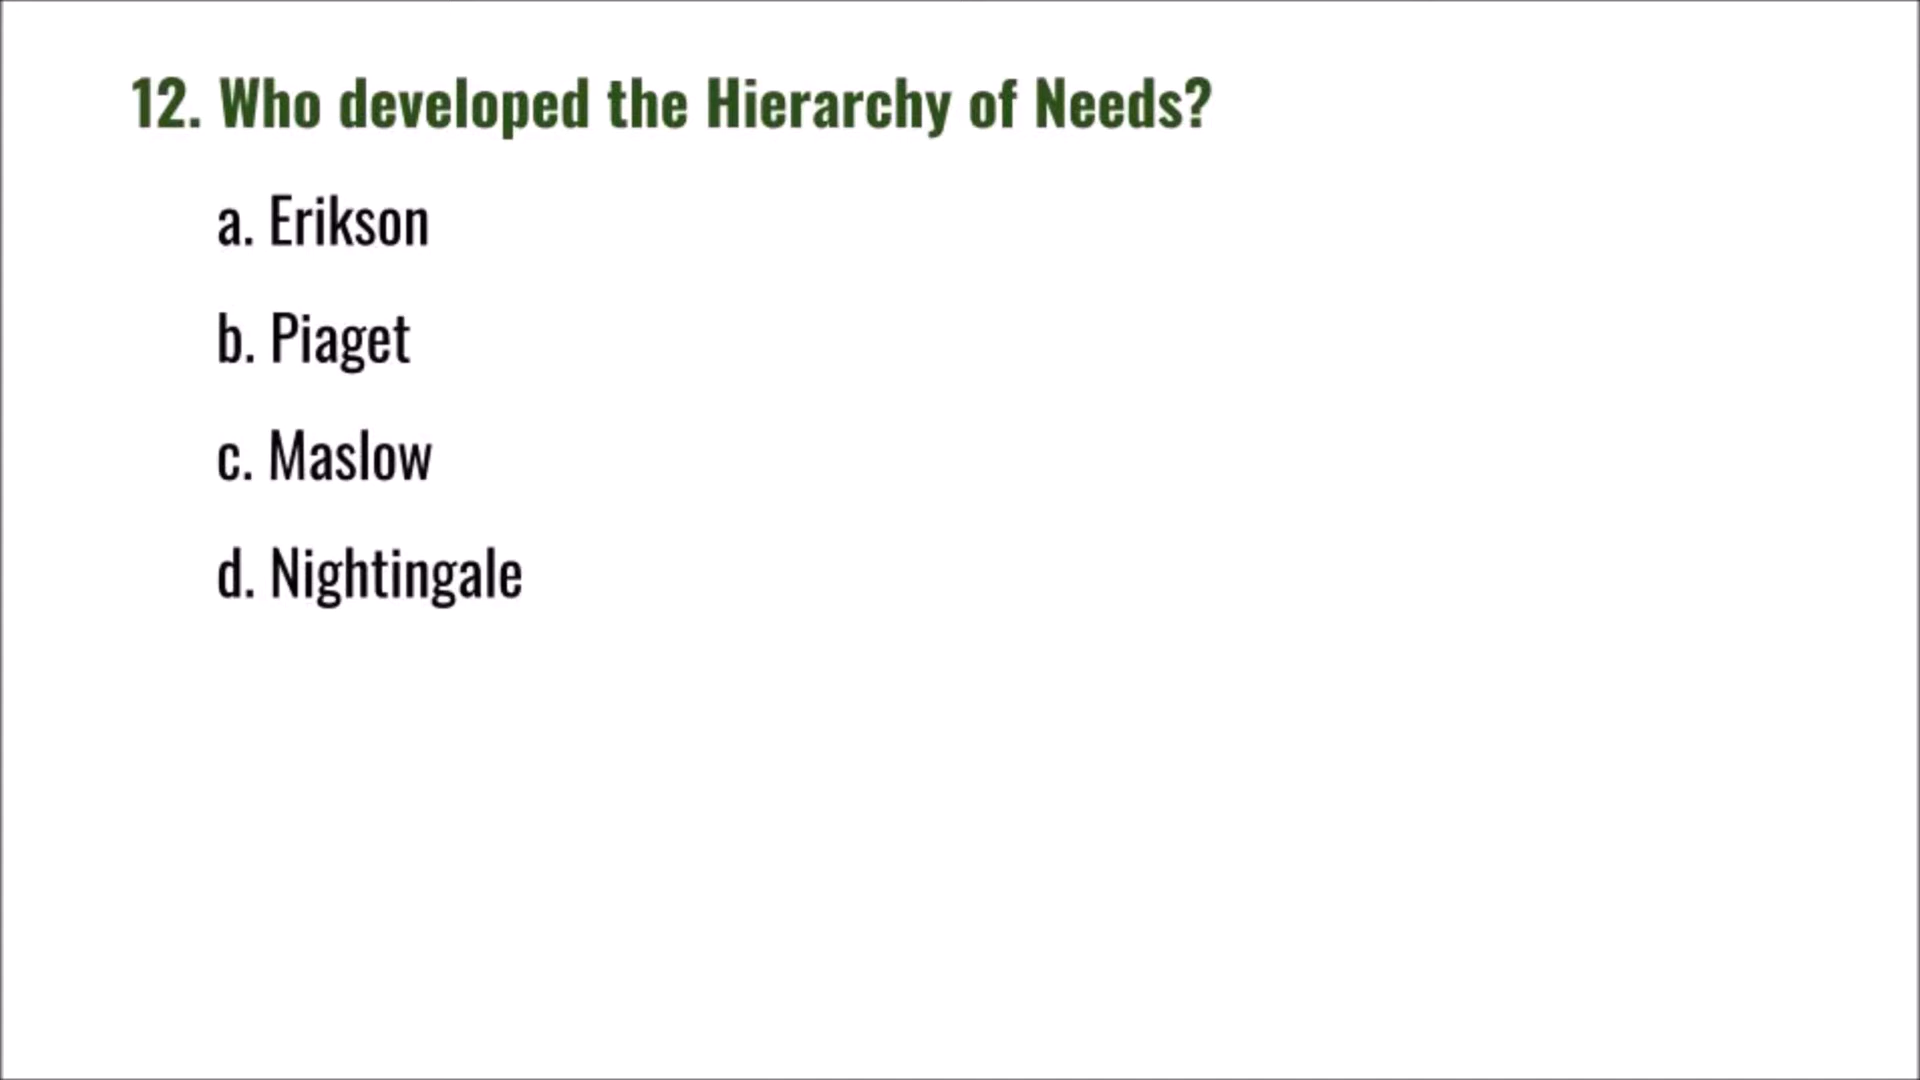 12. Who developed the Hierarchy of Needs?
a. Erikson
b. Piaget
c. Maslow
d. Nightingale